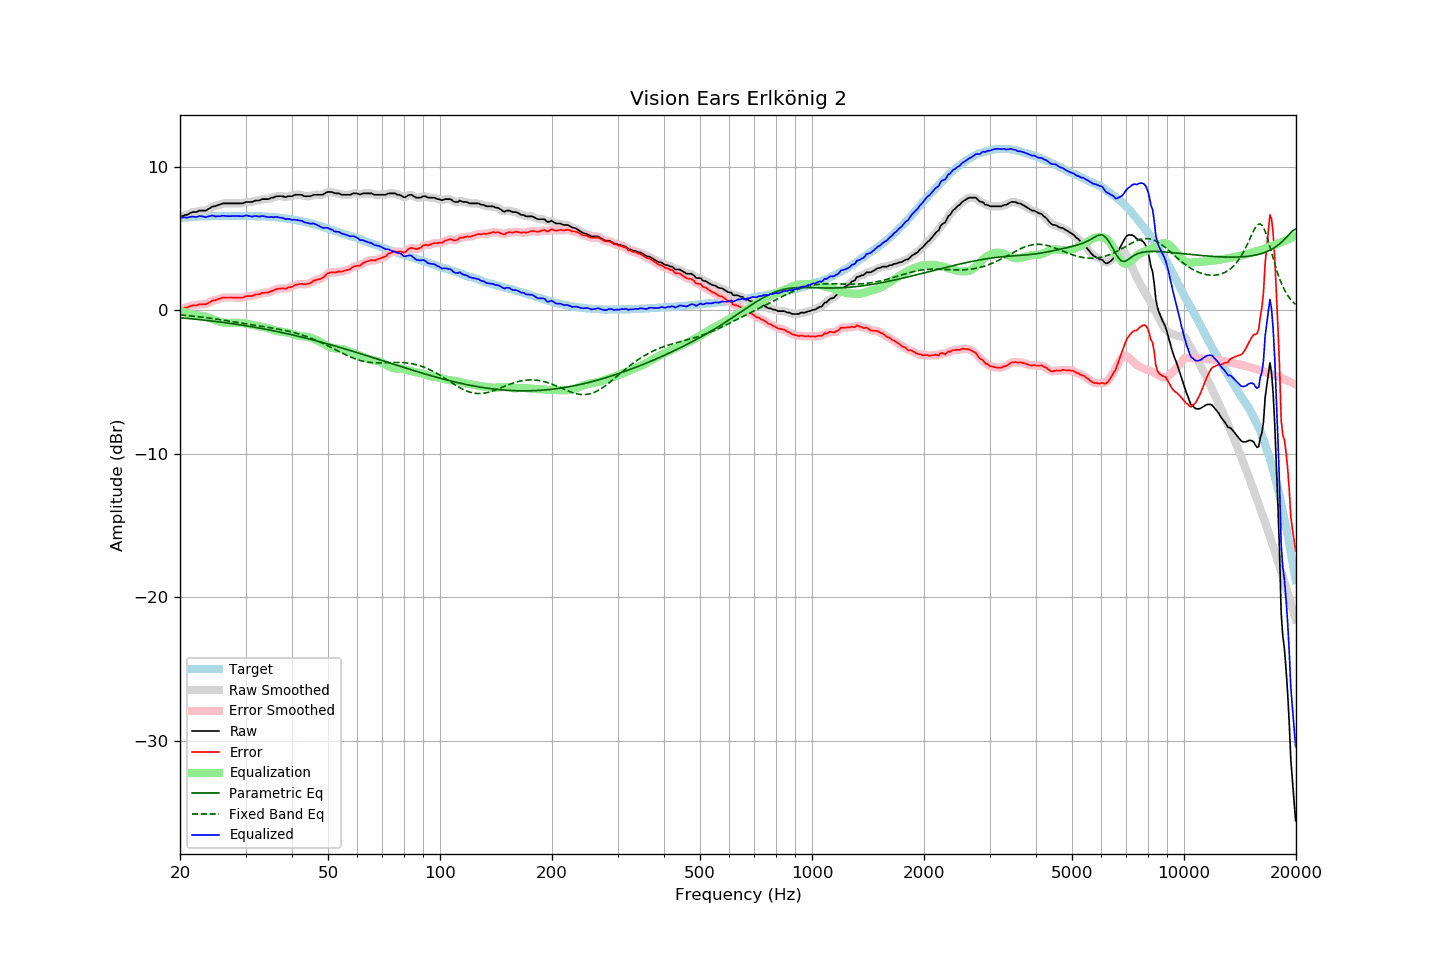 Vision Ears Erlkönig 2
Amplitude (dBr)
10
0
−10
−20
−30
Target
Raw Smoothed
Error Smoothed
Raw
Error
Equalization
Parametric Eq
Fixed Band Eq
Equalized
20 50 100 200 500 1000 2000 5000 10000 20000
Frequency (Hz)